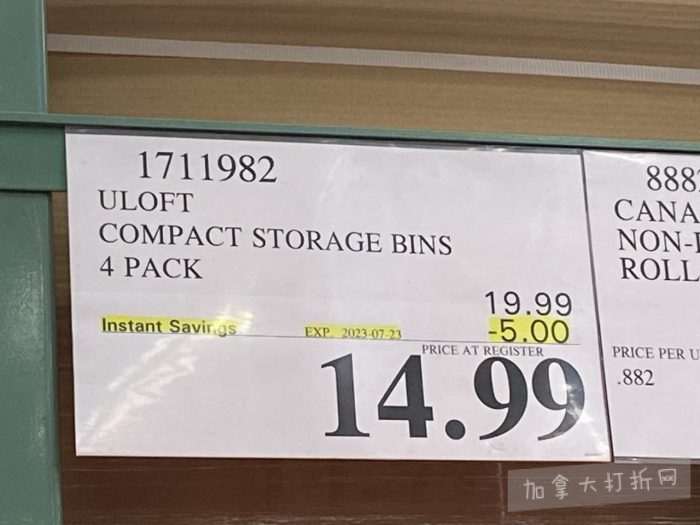 1711982
ULOFT
COMPACT STORAGE BINS
4 PACK
19.99
Instant Savings EXP. 2023-07-23 -5.00
PRICE AT REGISTER
14.99
888
CANA
NON-
ROLL
PRICE PER U
.882
加拿大打折网